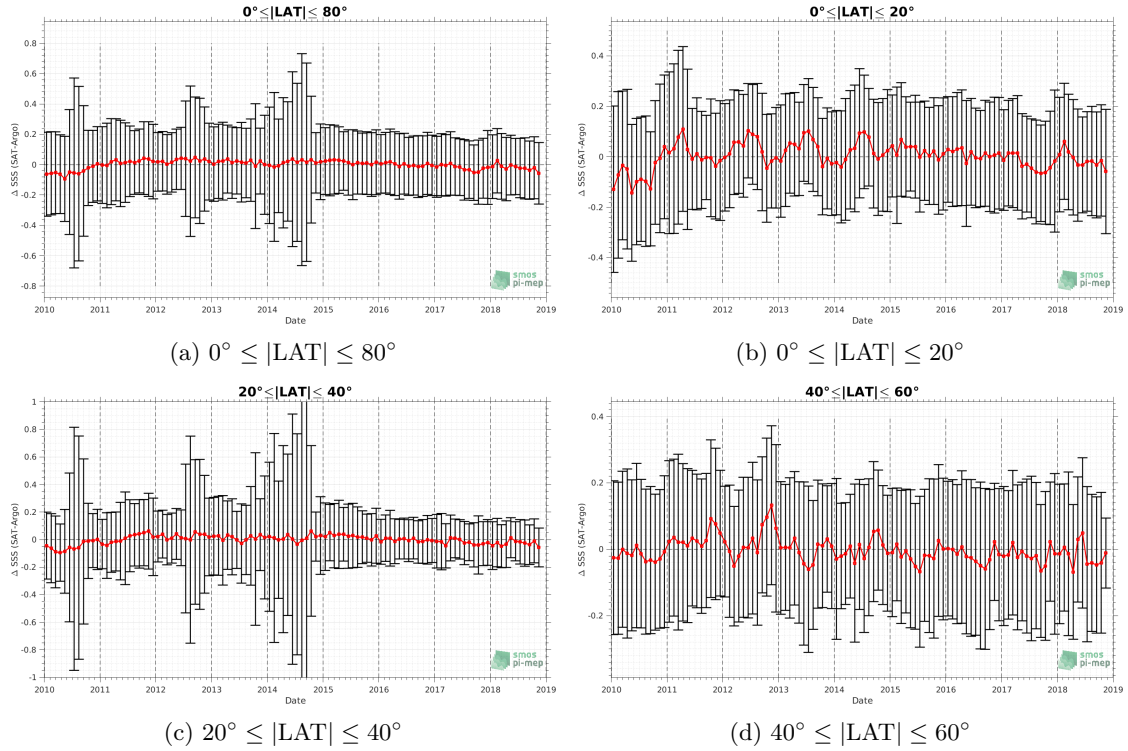 0°≤|LAT|≤ 80°
Δ SSS (SAT-Argo)
0.8
0.6
0.4
0.2
0
-0.2
-0.4
-0.6
-0.8
smos
pi-mep
2010 2011 2012 2013 2014 2015 2016 2017 2018 2019
Date
(a) 0° ≤ |LAT| ≤ 80°
0°≤|LAT|≤ 20°
Δ SSS (SAT-Argo)
0.4
0.2
0
-0.2
-0.4
smos
pi-mep
2010 2011 2012 2013 2014 2015 2016 2017 2018 2019
Date
(b) 0° ≤ |LAT| ≤ 20°
20°≤|LAT|≤ 40°
Δ SSS (SAT-Argo)
1
0.8
0.6
0.4
0.2
0
-0.2
-0.4
-0.6
-0.8
-1
smos
pi-mep
2010 2011 2012 2013 2014 2015 2016 2017 2018 2019
Date
(c) 20° ≤ |LAT| ≤ 40°
40°≤|LAT|≤ 60°
Δ SSS (SAT-Argo)
0.4
0.2
0
-0.2
smos
pi-mep
2010 2011 2012 2013 2014 2015 2016 2017 2018 2019
Date
(d) 40° ≤ |LAT| ≤ 60°